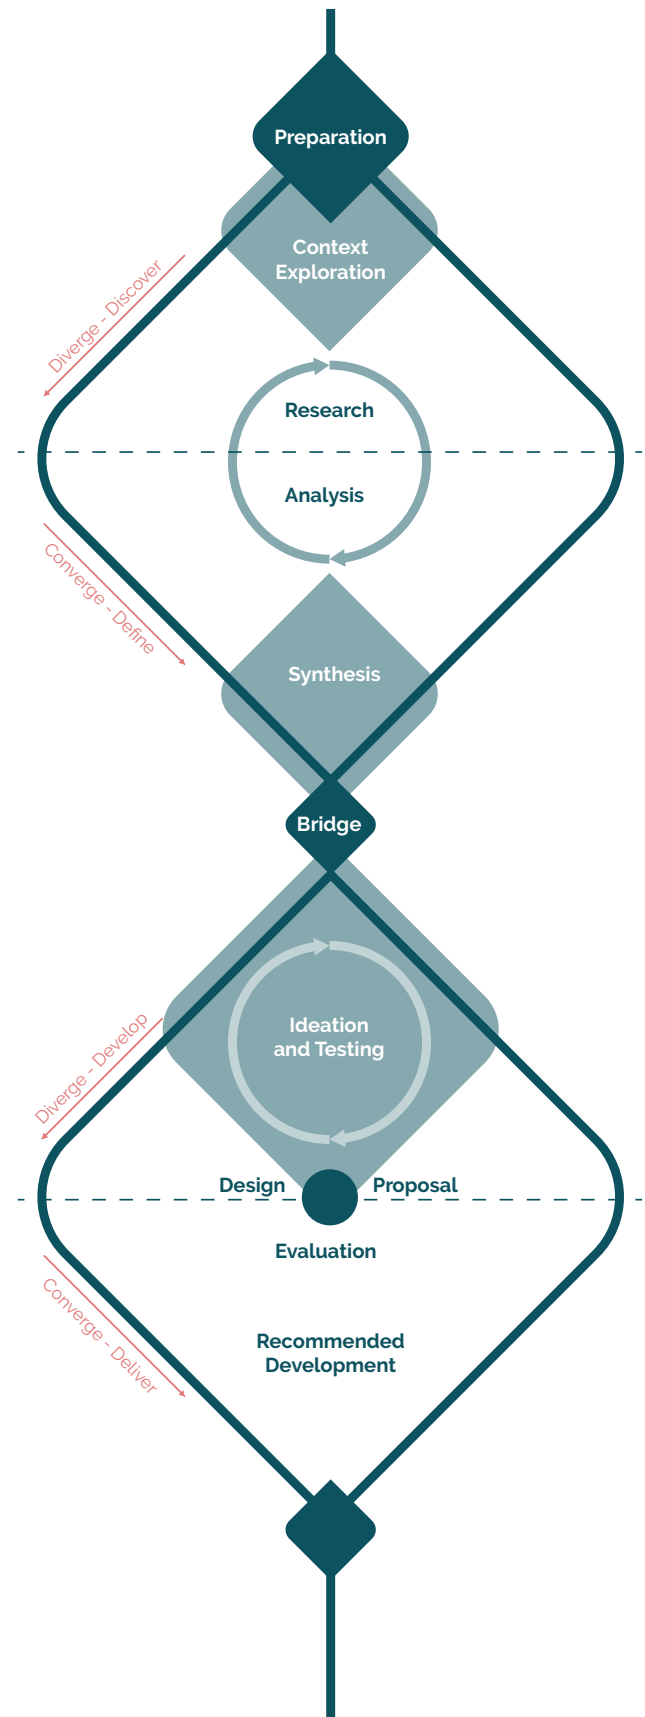 Preparation
Context
Exploration
Diverge - Discover
Research
Analysis
Converge - Define
Synthesis
Bridge
Ideation
and Testing
Diverge - Develop
Design
Proposal
Evaluation
Converge - Deliver
Recommended
Development